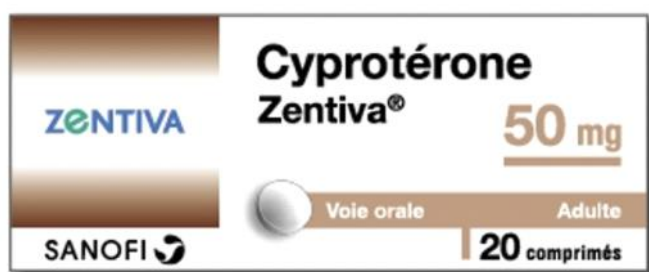 Cyprotérone
Zentiva®
50 mg
ZENTIVA
Voie orale
Adulte
SANOFI
20 comprimés